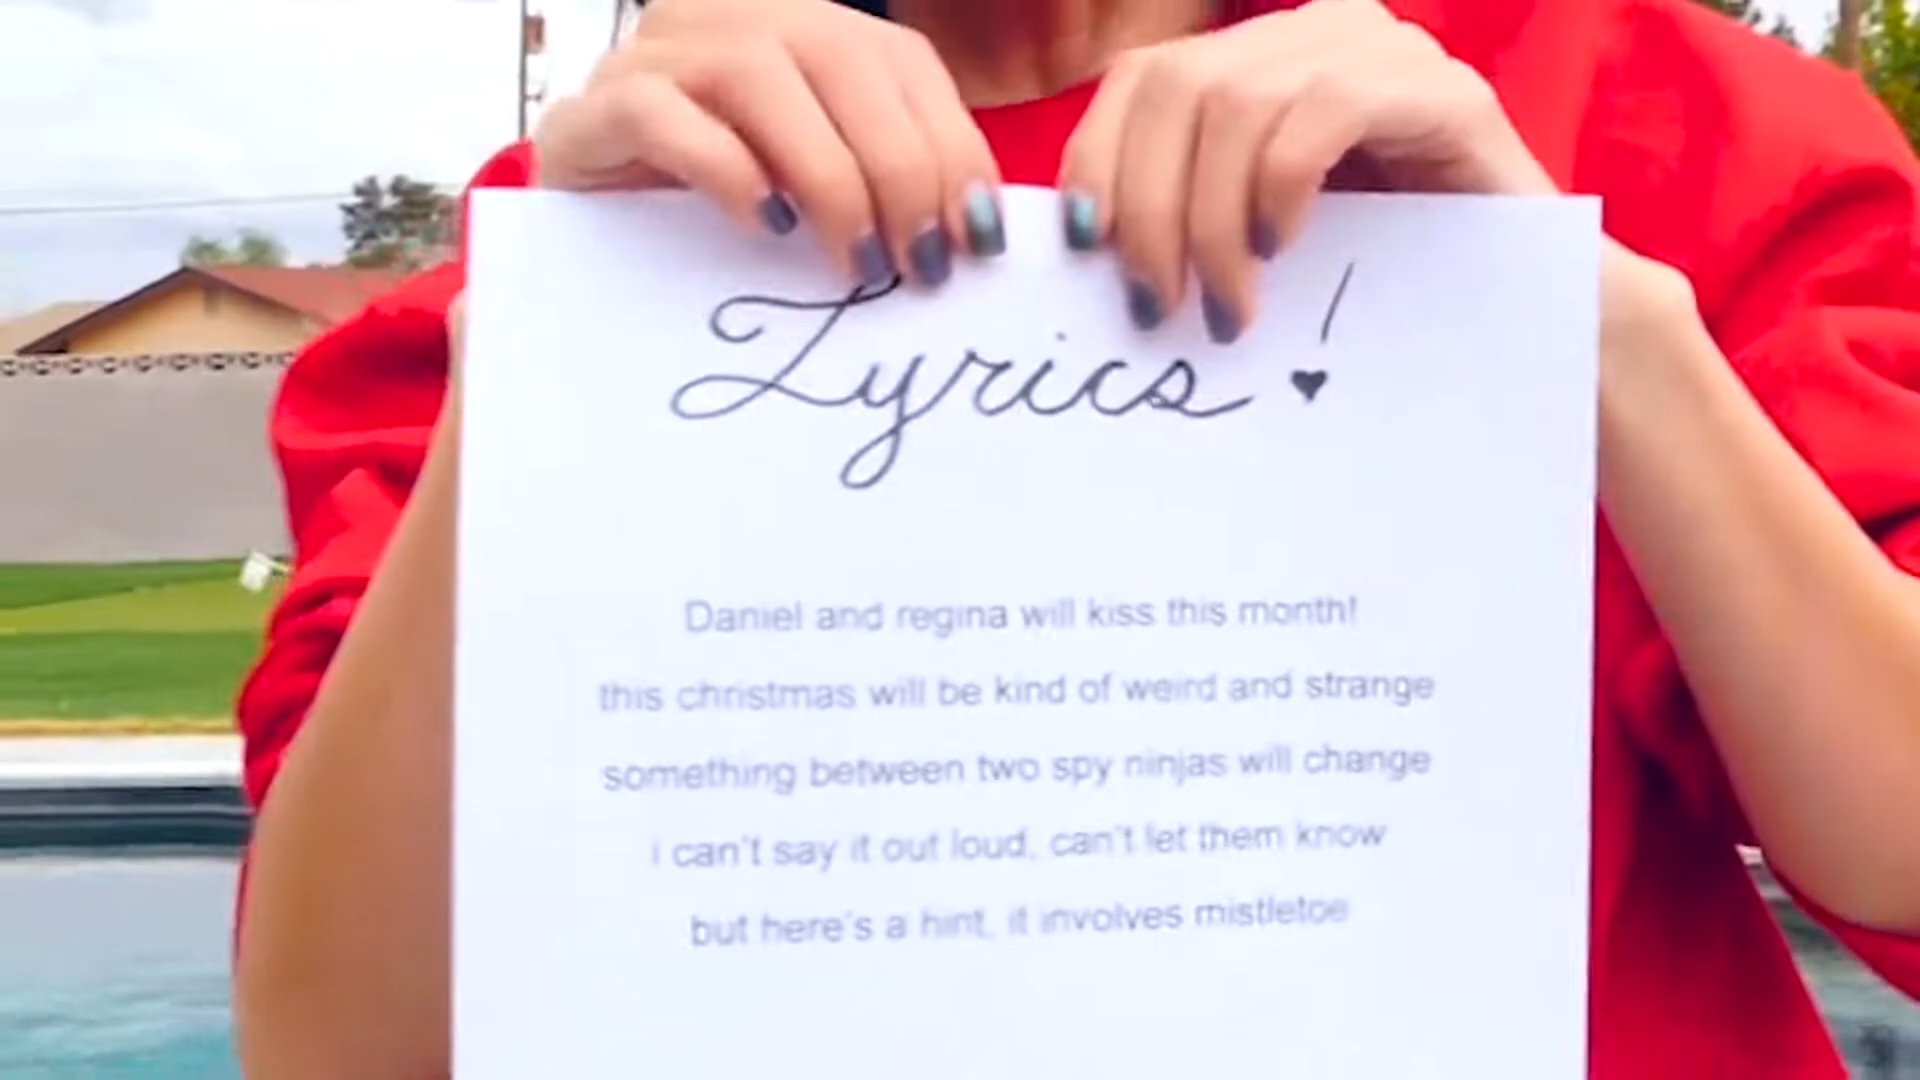 Lyrics!
Daniel and regina will kiss this month!
this christmas will be kind of weird and strange
something between two spy ninjas will change
i can't say it out loud, can't let them know
but here's a hint, it involves mistletoe